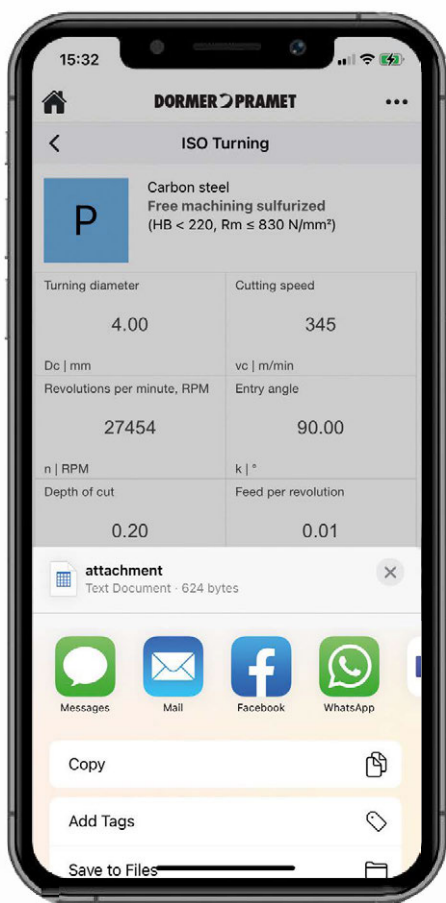 15:32
DORMER PRAMET
ISO Turning
P
Carbon steel
Free machining sulfurized
(HB < 220, Rm ≤ 830 N/mm²)
Turning diameter
Cutting speed
4.00
345
Dc | mm
vc | m/min
Revolutions per minute, RPM
Entry angle
27454
90.00
n | RPM
k | °
Depth of cut
Feed per revolution
0.20
0.01
attachment
Text Document · 624 bytes
Messages
Mail
Facebook
WhatsApp
Copy
Add Tags
Save to Files